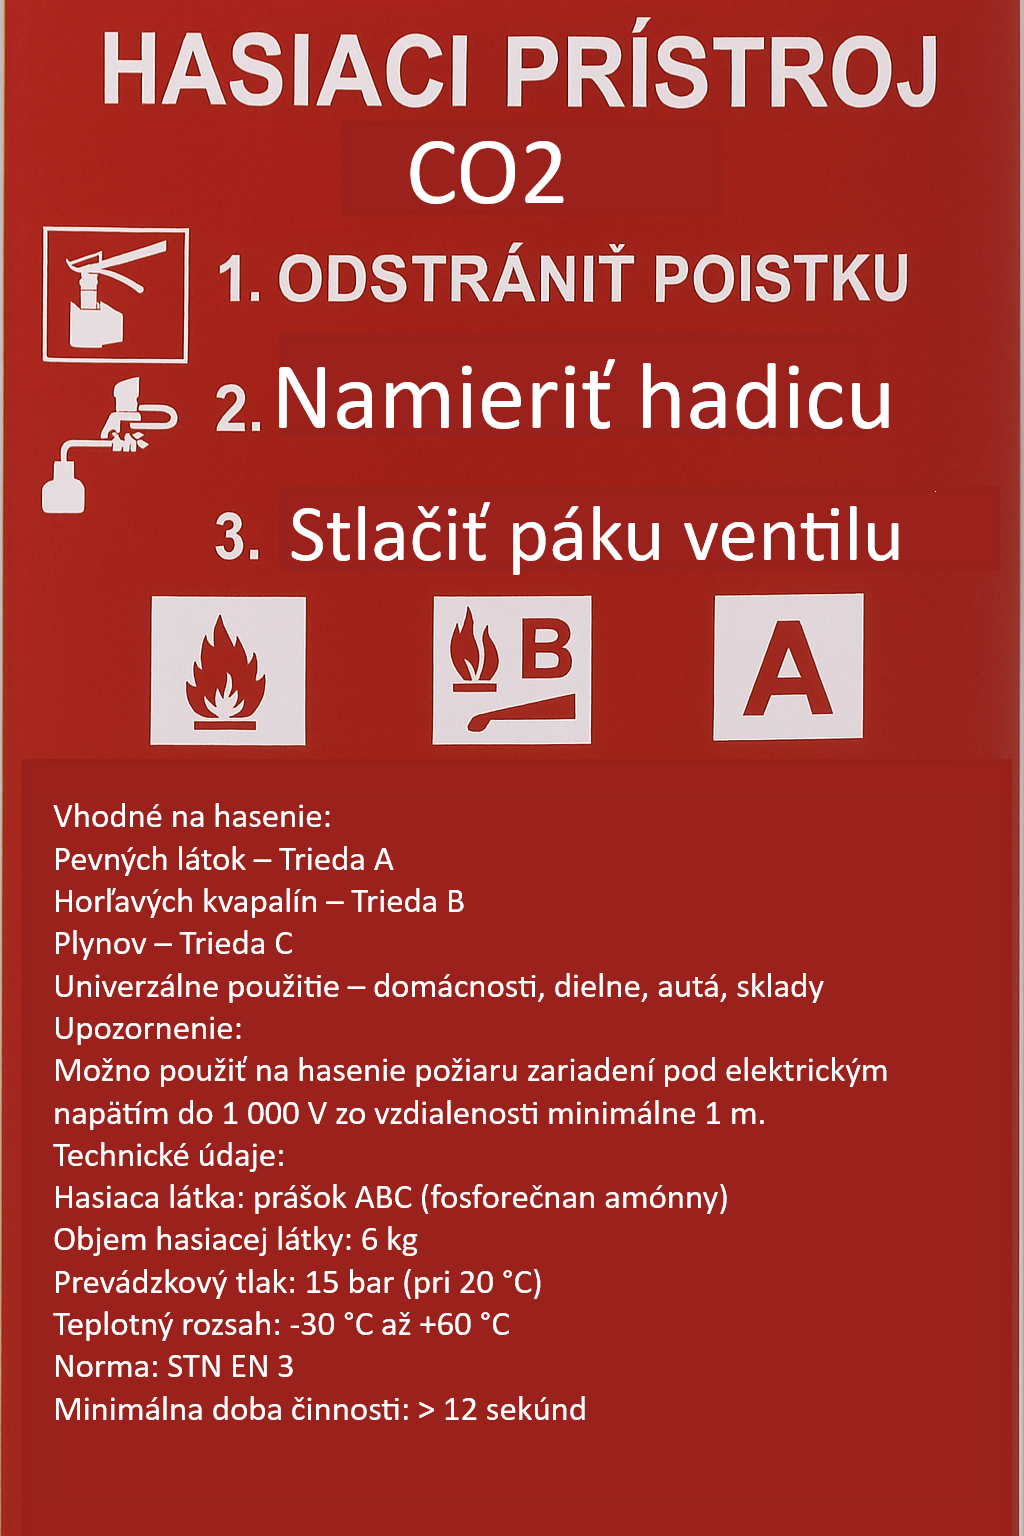 HASIACI PRÍSTROJ
CO2
1. ODSTRÁNIŤ POISTKU
2. Namieriť hadicu
3. Stlačiť páku ventilu
B
A
Vhodné na hasenie:
Pevných látok – Trieda A
Horľavých kvapalín – Trieda B
Plynov – Trieda C
Univerzálne použitie – domácnosti, dielne, autá, sklady
Upozornenie:
Možno použiť na hasenie požiaru zariadení pod elektrickým
napätím do 1 000 V zo vzdialenosti minimálne 1 m.
Technické údaje:
Hasiaca látka: prášok ABC (fosforečnan amónny)
Objem hasiacej látky: 6 kg
Prevádzkový tlak: 15 bar (pri 20 °C)
Teplotný rozsah: -30 °C až +60 °C
Norma: STN EN 3
Minimálna doba činnosti: > 12 sekúnd